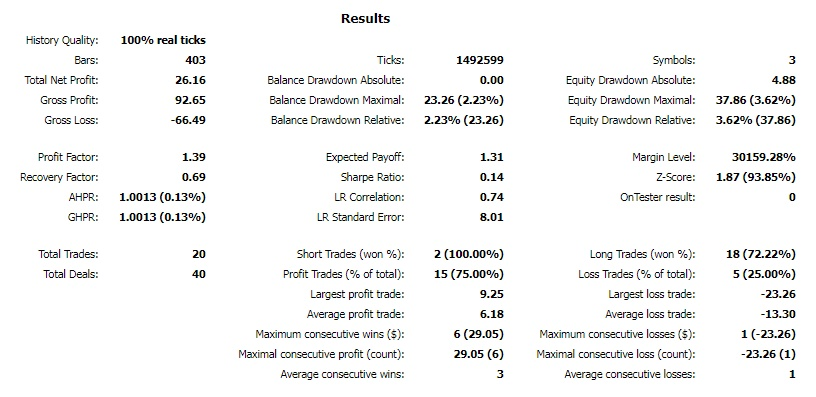 Results
History Quality: 100% real ticks
Bars: 403 Ticks: 1492599 Symbols: 3
Total Net Profit: 26.16 Balance Drawdown Absolute: 0.00 Equity Drawdown Absolute: 4.88
Gross Profit: 92.65 Balance Drawdown Maximal: 23.26 (2.23%) Equity Drawdown Maximal: 37.86 (3.62%)
Gross Loss: -66.49 Balance Drawdown Relative: 2.23% (23.26) Equity Drawdown Relative: 3.62% (37.86)
Profit Factor: 1.39 Expected Payoff: 1.31 Margin Level: 30159.28%
Recovery Factor: 0.69 Sharpe Ratio: 0.14 Z-Score: 1.87 (93.85%)
AHPR: 1.0013 (0.13%) LR Correlation: 0.74 OnTester result: 0
GHPR: 1.0013 (0.13%) LR Standard Error: 8.01
Total Trades: 20 Short Trades (won %): 2 (100.00%) Long Trades (won %): 18 (72.22%)
Total Deals: 40 Profit Trades (% of total): 15 (75.00%) Loss Trades (% of total): 5 (25.00%)
Largest profit trade: 9.25 Largest loss trade: -23.26
Average profit trade: 6.18 Average loss trade: -13.30
Maximum consecutive wins ($): 6 (29.05) Maximum consecutive losses ($): 1 (-23.26)
Maximal consecutive profit (count): 29.05 (6) Maximal consecutive loss (count): -23.26 (1)
Average consecutive wins: 3 Average consecutive losses: 1